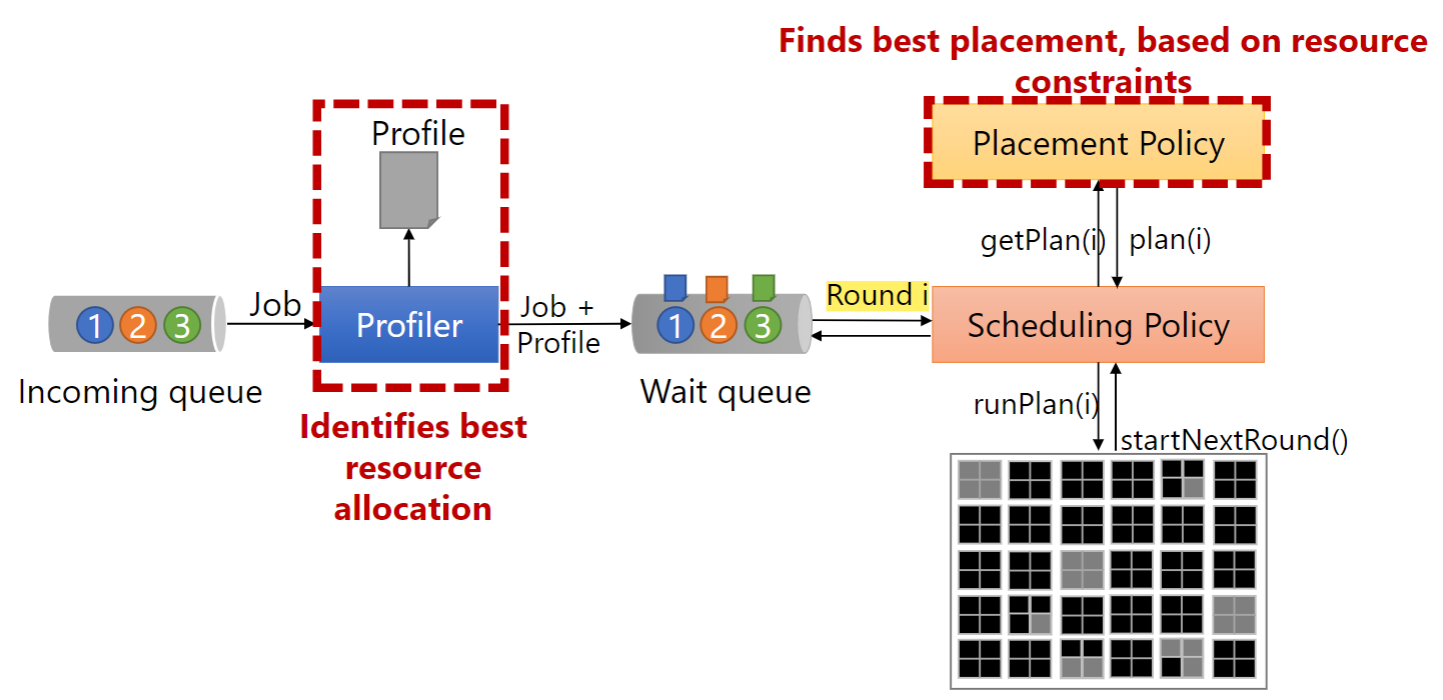 Finds best placement, based on resource
constraints
Profile
Placement Policy
getPlan(i)
plan(i)
Job
Profiler
Job +
Profile
1 2 3
1 2 3
Round i
Scheduling Policy
Incoming queue
Wait queue
Identifies best
resource
allocation
runPlan(i)
startNextRound()